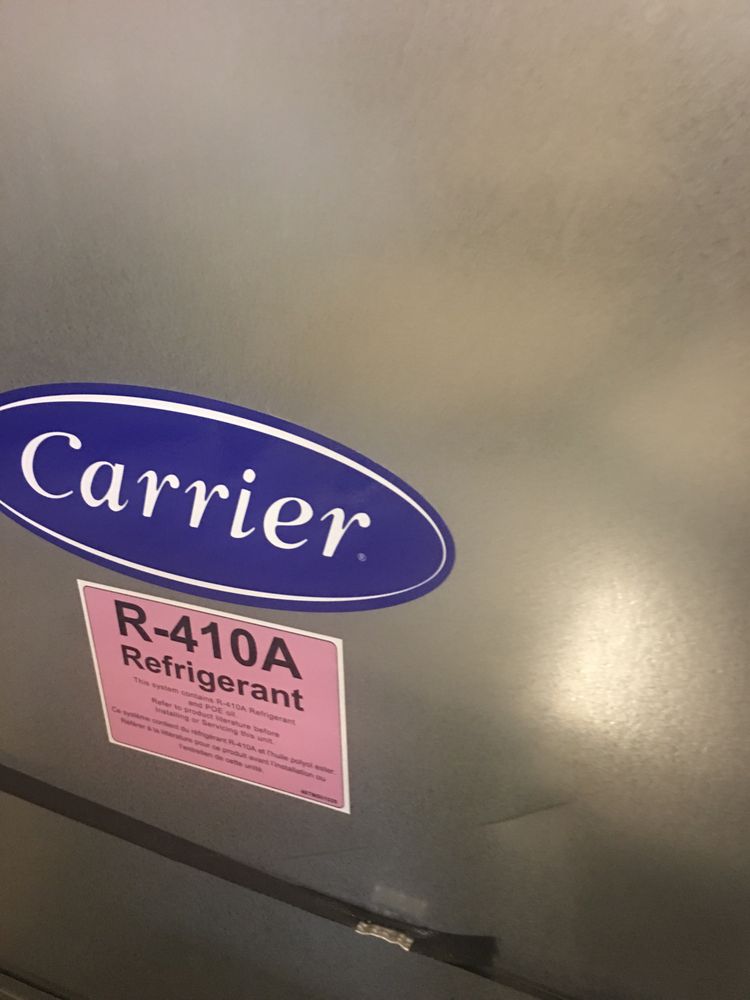 Carrier
R-410A
Refrigerant
This system contains R-410A Refrigerant
and POE oil.
Refer to product literature before
Installing or Servicing this unit.
Ce système contient du réfrigérant R-410A et l'huile polyol ester.
Référer à la littérature pour ce produit avant l'installation ou
l'entretien de cette unité.